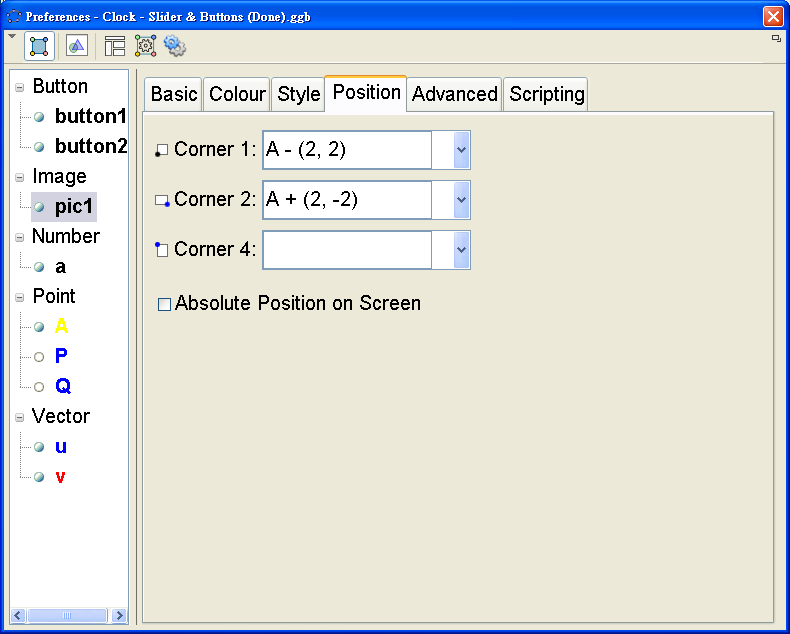 Preferences - Clock - Slider & Buttons (Done).ggb
Button
button1
button2
Image
pic1
Number
a
Point
A
P
Q
Vector
u
v
Basic Colour Style Position Advanced Scripting
Corner 1: A - (2, 2)
Corner 2: A + (2, -2)
Corner 4:
Absolute Position on Screen